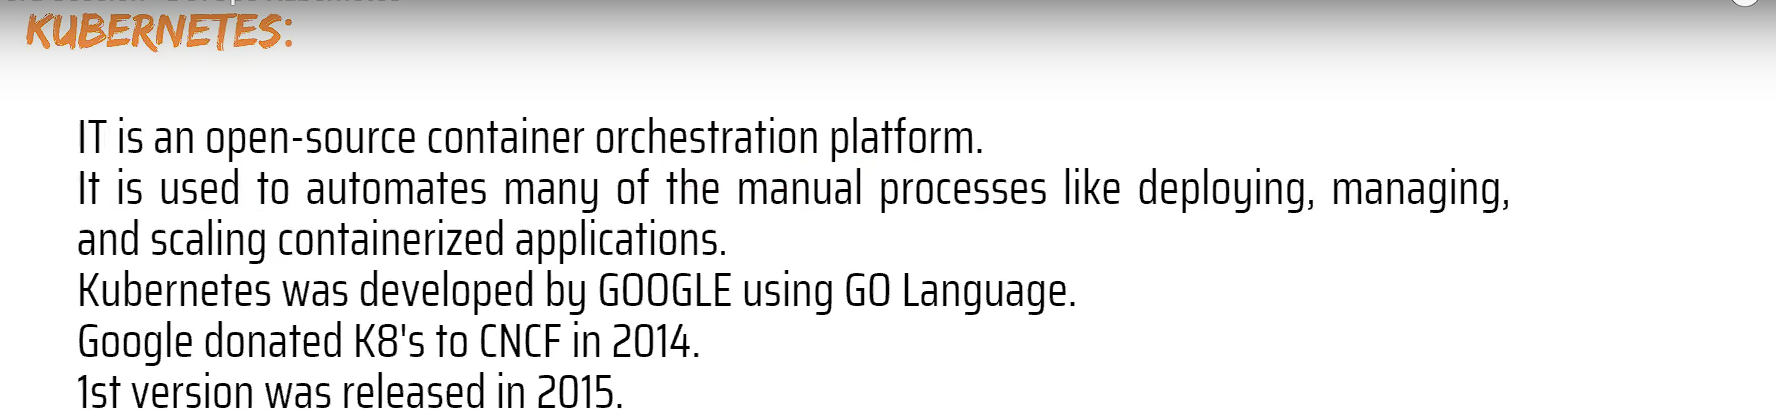 KUBERNETES:
IT is an open-source container orchestration platform.
It is used to automates many of the manual processes like deploying, managing,
and scaling containerized applications.
Kubernetes was developed by GOOGLE using GO Language.
Google donated K8's to CNCF in 2014.
1st version was released in 2015.